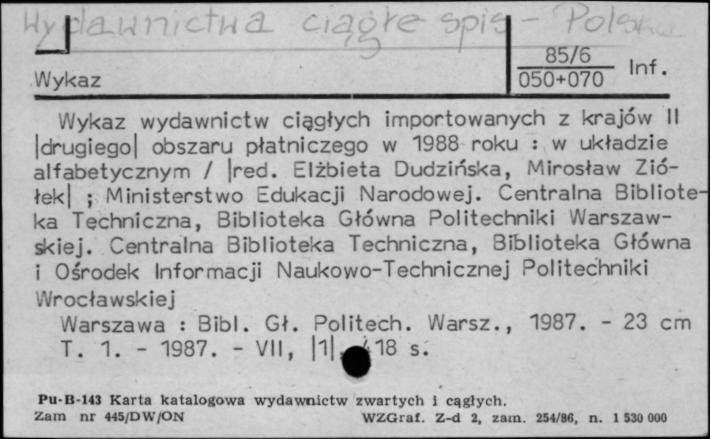 Wydawnictwa ciągłe spis - Polska
85/6
Wykaz 050+070 Inf.
Wykaz wydawnictw ciągłych importowanych z krajów II
|drugiego| obszaru płatniczego w 1988 roku : w układzie
alfabetycznym / |red. Elżbieta Dudzińska, Mirosław Zió-
łek| ; Ministerstwo Edukacji Narodowej. Centralna Bibliote-
ka Techniczna, Biblioteka Główna Politechniki Warszaw-
skiej. Centralna Biblioteka Techniczna, Biblioteka Główna
i Ośrodek Informacji Naukowo-Technicznej Politechniki
Wrocławskiej
Warszawa : Bibl. Gł. Politech. Warsz., 1987. - 23 cm
T. 1. - 1987. - VII, |1|, 18 s.
Pu-B-143 Karta katalogowa wydawnictw zwartych i cągłych.
Zam nr 445/DW/ON WZGraf. Z-d 2, zam. 254/86, n. 1 530 000